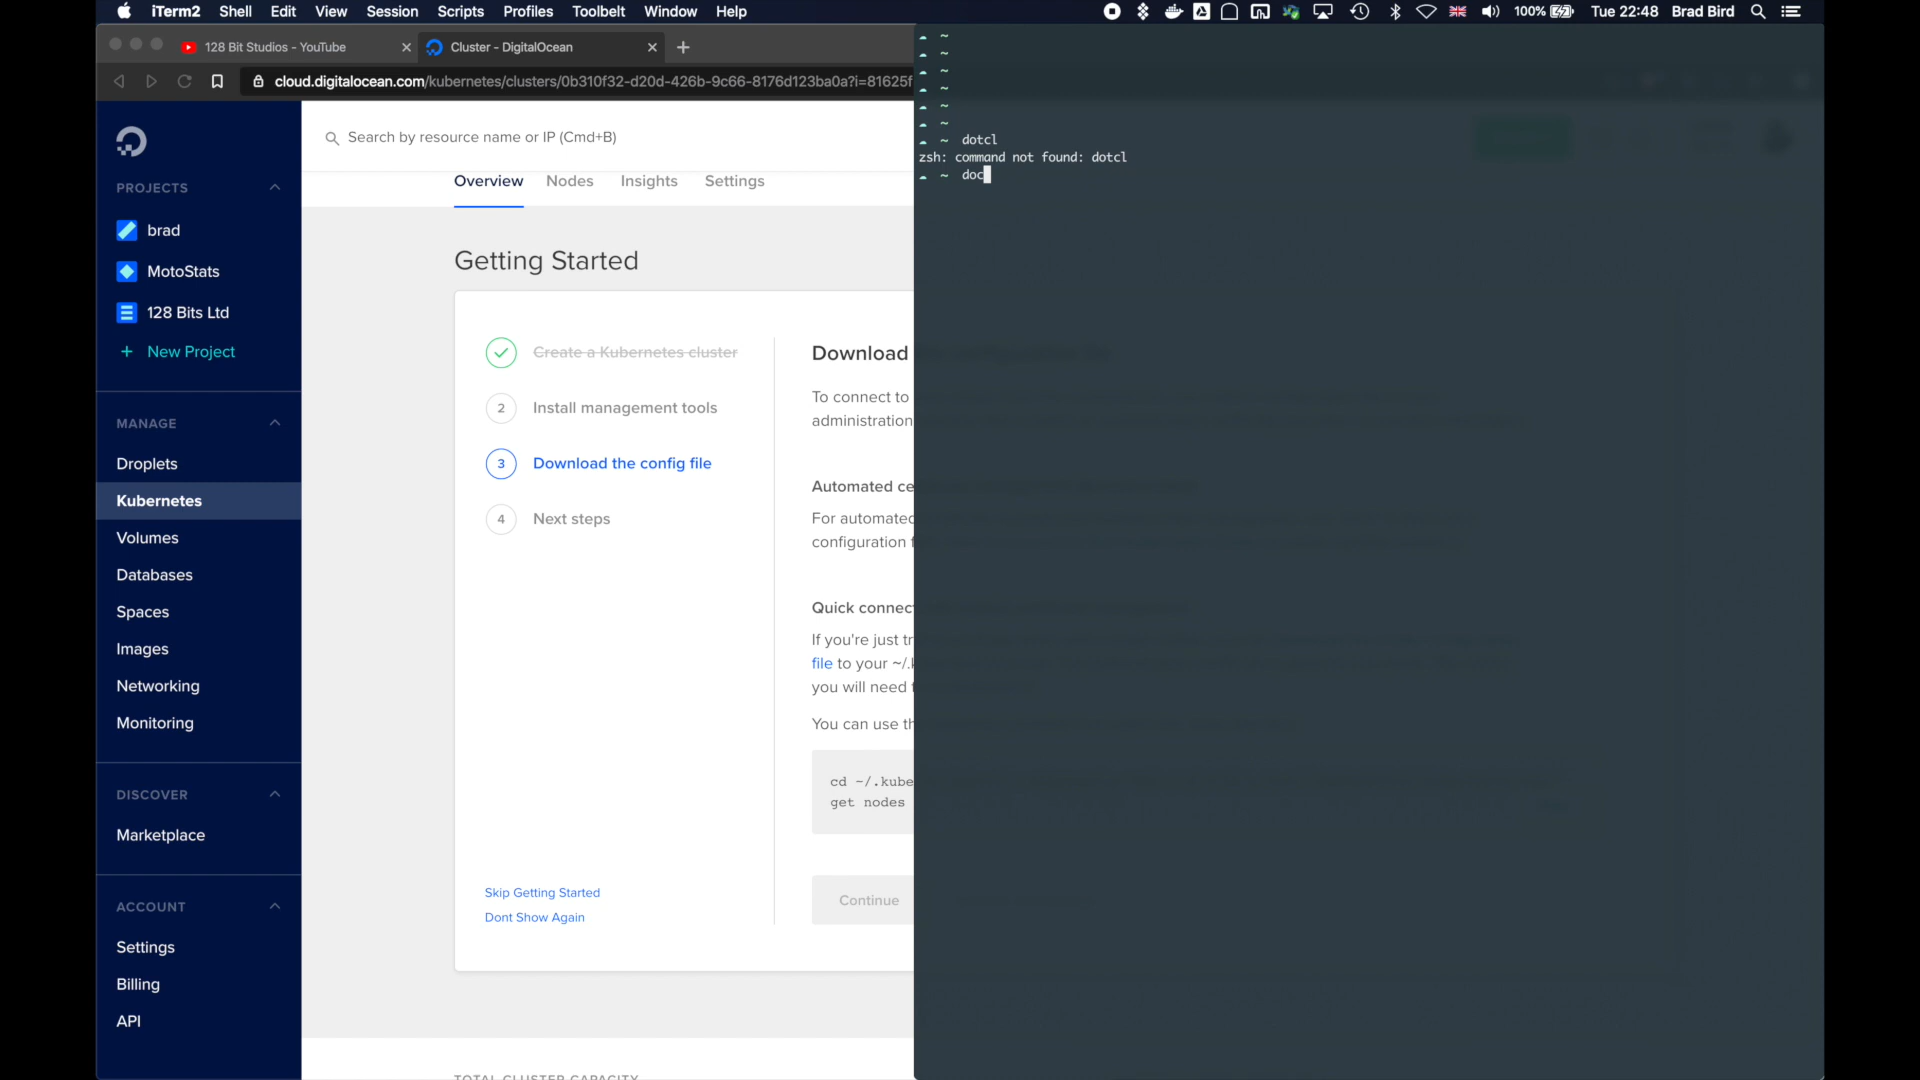 iTerm2 Shell Edit View Session Scripts Profiles Toolbelt Window Help 100% Tue 22:48 Brad Bird
128 Bit Studios - YouTube
Cluster - DigitalOcean
cloud.digitalocean.com/kubernetes/clusters/0b310f32-d20d-426b-9c66-8176d123ba0a?i=81625f
PROJECTS
brad
MotoStats
128 Bits Ltd
+ New Project
MANAGE
Droplets
Kubernetes
Volumes
Databases
Spaces
Images
Networking
Monitoring
DISCOVER
Marketplace
ACCOUNT
Settings
Billing
API
Search by resource name or IP (Cmd+B)
Overview Nodes Insights Settings
Getting Started
Create a Kubernetes cluster
2 Install management tools
3 Download the config file
4 Next steps
Skip Getting Started
Dont Show Again
Download
To connect to
administration
Automated ce
For automated
configuration f
Quick connec
If you're just tr
file to your ~/.k
you will need
You can use th
cd ~/.kube
get nodes
Continue
TOTAL CLUSTER CAPACITY
~
~
~
~
~
~
~ dotcl
zsh: command not found: dotcl
~ doc